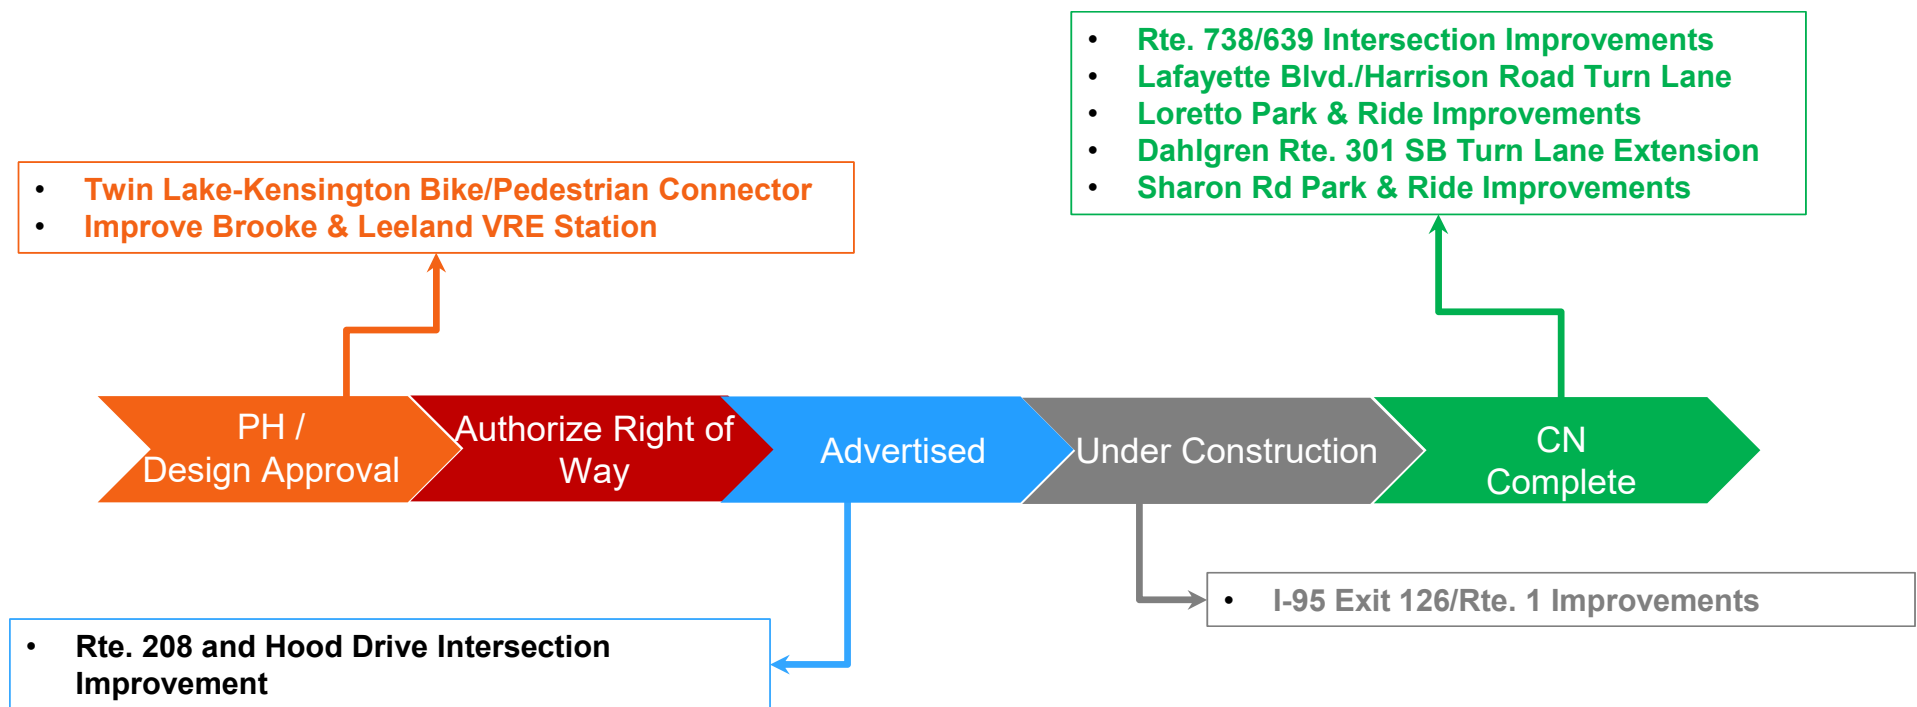 • Rte. 738/639 Intersection Improvements
• Lafayette Blvd./Harrison Road Turn Lane
• Loretto Park & Ride Improvements
• Dahlgren Rte. 301 SB Turn Lane Extension
• Sharon Rd Park & Ride Improvements
• Twin Lake-Kensington Bike/Pedestrian Connector
• Improve Brooke & Leeland VRE Station
PH /
Design Approval
Authorize Right of
Way
Advertised
Under Construction
CN
Complete
• I-95 Exit 126/Rte. 1 Improvements
• Rte. 208 and Hood Drive Intersection
Improvement